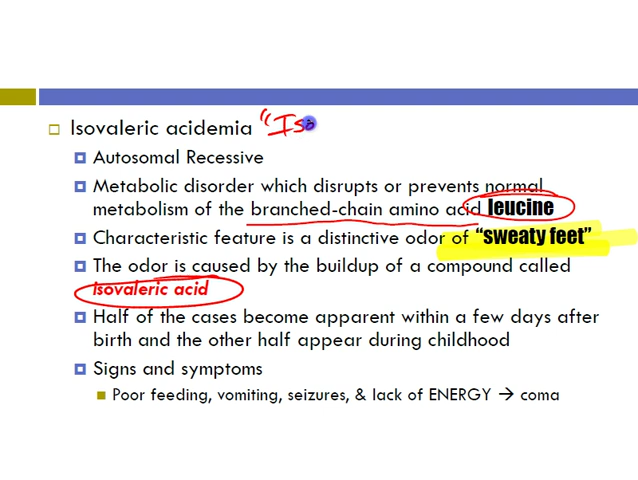 Isovaleric acidemia "Iso
Autosomal Recessive
Metabolic disorder which disrupts or prevents normal
metabolism of the branched-chain amino acid leucine
Characteristic feature is a distinctive odor of "sweaty feet"
The odor is caused by the buildup of a compound called
isovaleric acid
Half of the cases become apparent within a few days after
birth and the other half appear during childhood
Signs and symptoms
Poor feeding, vomiting, seizures, & lack of ENERGY → coma